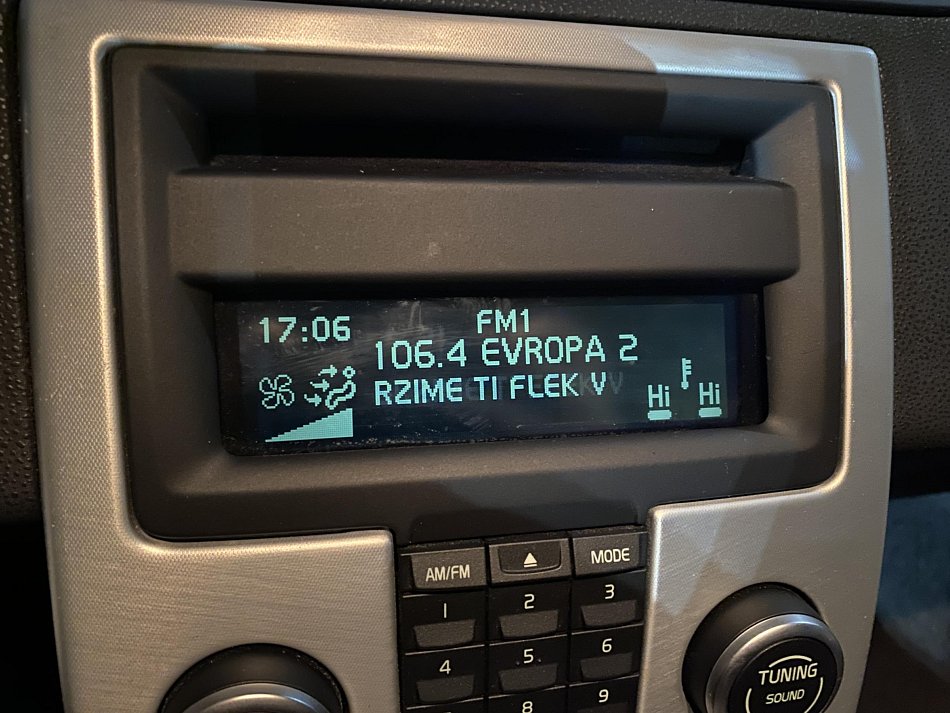 17:06
FM1
106.4 EVROPA 2
RZIME TI FLEK V
Hi Hi
AM/FM
MODE
1 2 3
4 5 6
8 9
TUNING
SOUND